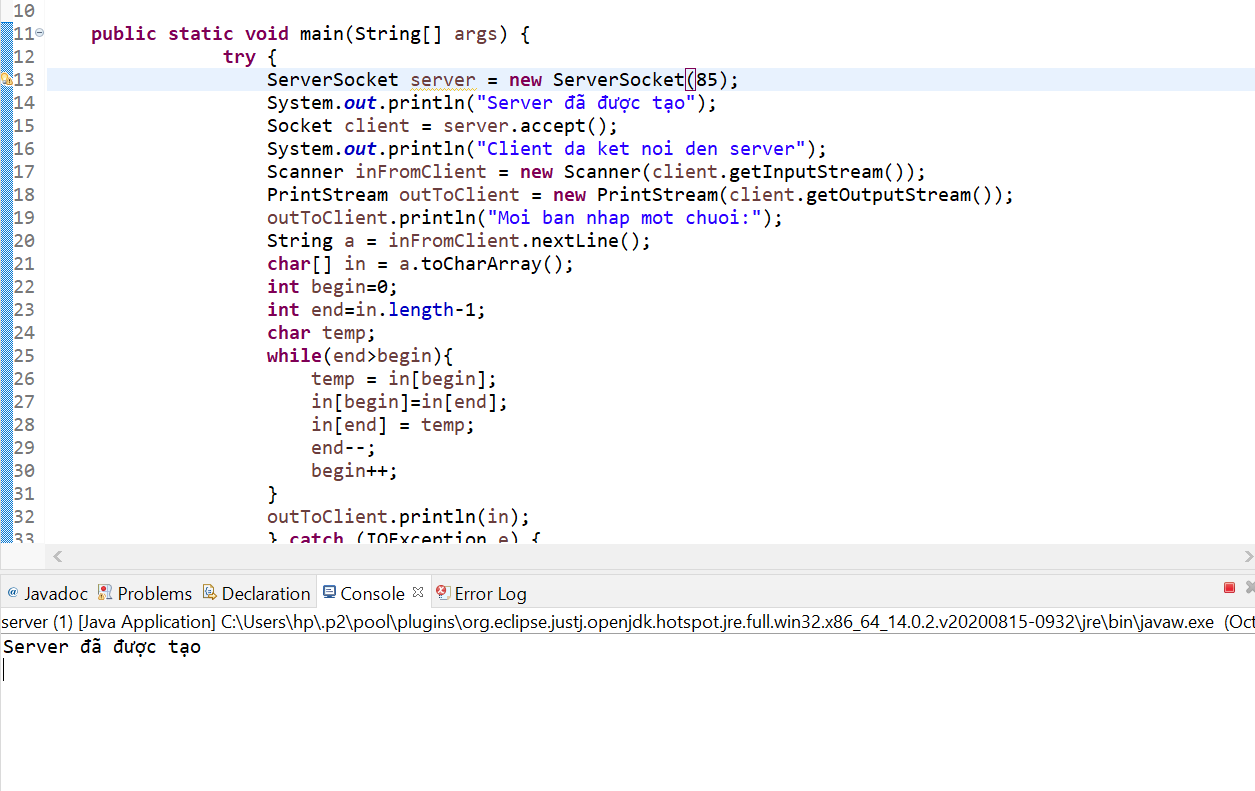 10
11 public static void main(String[] args) {
12 try {
13 ServerSocket server = new ServerSocket(85);
14 System.out.println("Server đã được tạo");
15 Socket client = server.accept();
16 System.out.println("Client da ket noi den server");
17 Scanner inFromClient = new Scanner(client.getInputStream());
18 PrintStream outToClient = new PrintStream(client.getOutputStream());
19 outToClient.println("Moi ban nhap mot chuoi:");
20 String a = inFromClient.nextLine();
21 char[] in = a.toCharArray();
22 int begin=0;
23 int end=in.length-1;
24 char temp;
25 while(end>begin){
26 temp = in[begin];
27 in[begin]=in[end];
28 in[end] = temp;
29 end--;
30 begin++;
31 }
32 outToClient.println(in);
33 } catch (IOException e) {
@ Javadoc Problems Declaration Console Error Log
server (1) [Java Application] C:\Users\hp\.p2\pool\plugins\org.eclipse.justj.openjdk.hotspot.jre.full.win32.x86_64_14.0.2.v20200815-0932\jre\bin\javaw.exe (Oct
Server đã được tạo